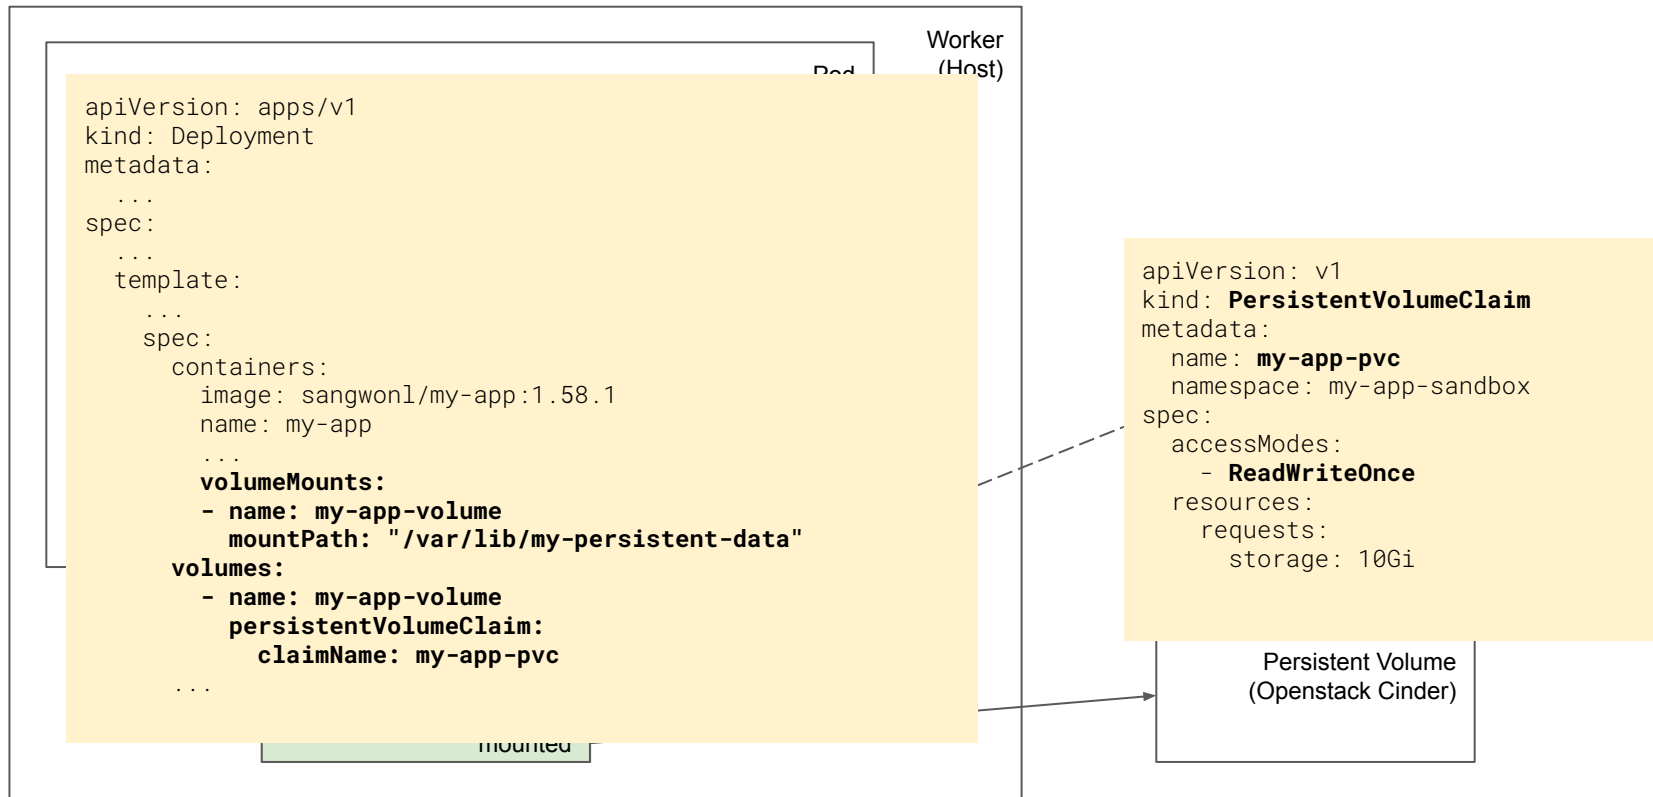 Worker
(Host)
Pod
apiVersion: apps/v1
kind: Deployment
metadata:
  ...
spec:
  ...
  template:
    ...
    spec:
      containers:
        image: sangwonl/my-app:1.58.1
        name: my-app
        ...
        volumeMounts:
        - name: my-app-volume
          mountPath: "/var/lib/my-persistent-data"
      volumes:
        - name: my-app-volume
          persistentVolumeClaim:
            claimName: my-app-pvc
      ...
mounted
apiVersion: v1
kind: PersistentVolumeClaim
metadata:
  name: my-app-pvc
  namespace: my-app-sandbox
spec:
  accessModes:
    - ReadWriteOnce
  resources:
    requests:
      storage: 10Gi
Persistent Volume
(Openstack Cinder)